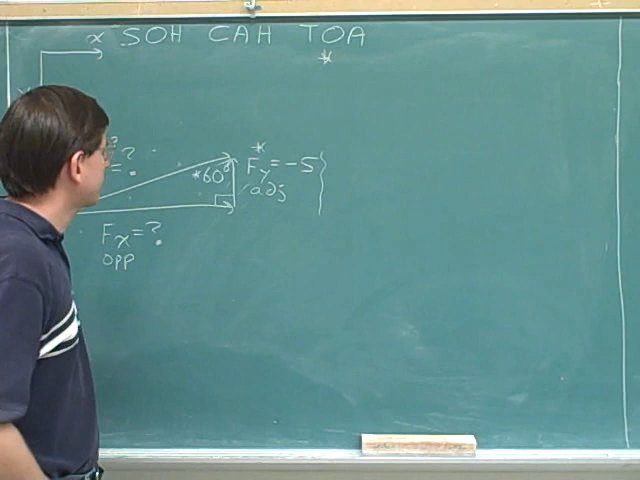 x SOH CAH TOA
*
= ?
*60° * Fy = -5
adj
Fx = ?
opp